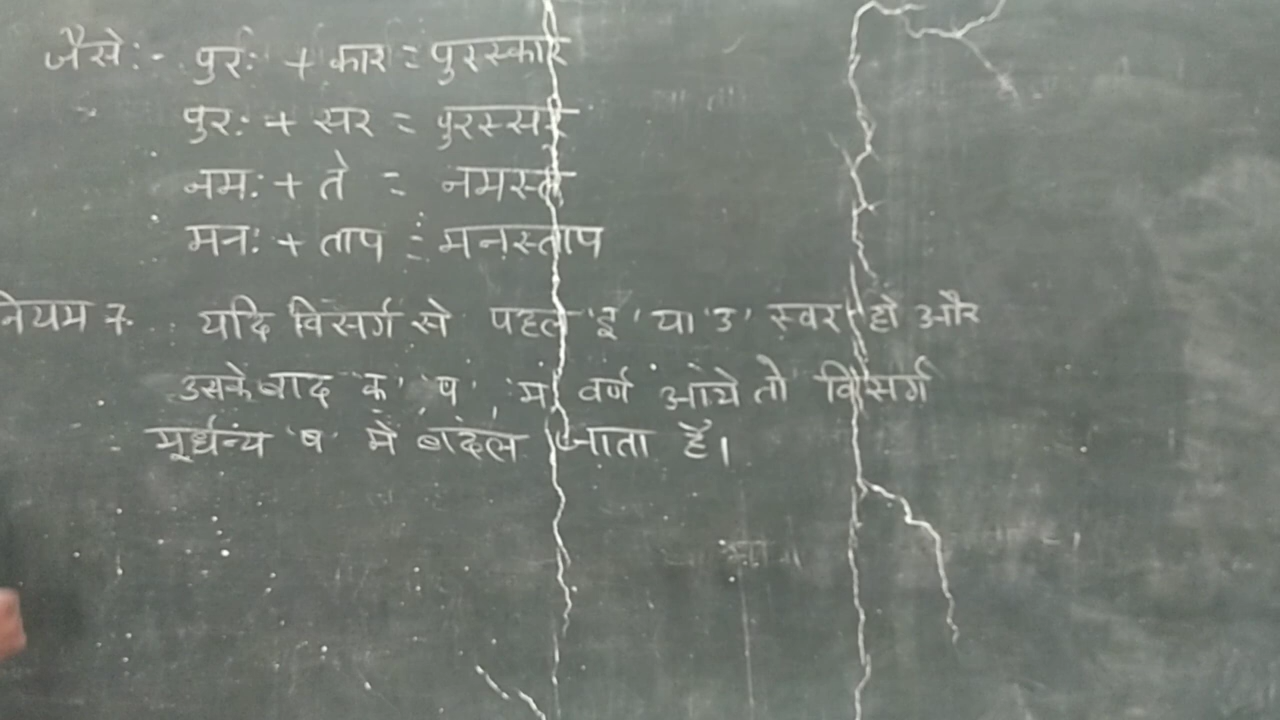 जैसे:- पुरः + कार = पुरस्कार
पुरः + सर = पुरस्सर
नमः + ते = नमस्ते
मनः + ताप = मनस्ताप
नियम 7. यदि विसर्ग से पहले 'इ' या 'उ' स्वर हो और
उसके बाद 'क', 'प', 'म' वर्ण आये तो विसर्ग
मूर्धन्य 'ष' में बदल जाता है।